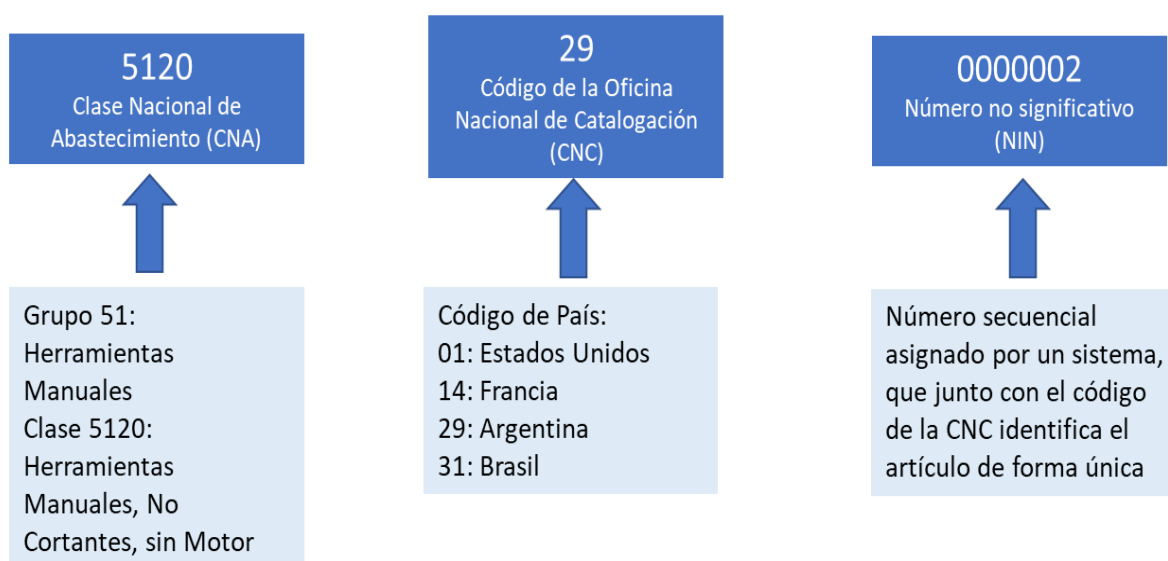 5120
Clase Nacional de
Abastecimiento (CNA)
29
Código de la Oficina
Nacional de Catalogación
(CNC)
0000002
Número no significativo
(NIN)
Grupo 51:
Herramientas
Manuales
Clase 5120:
Herramientas
Manuales, No
Cortantes, sin Motor
Código de País:
01: Estados Unidos
14: Francia
29: Argentina
31: Brasil
Número secuencial
asignado por un sistema,
que junto con el código
de la CNC identifica el
artículo de forma única